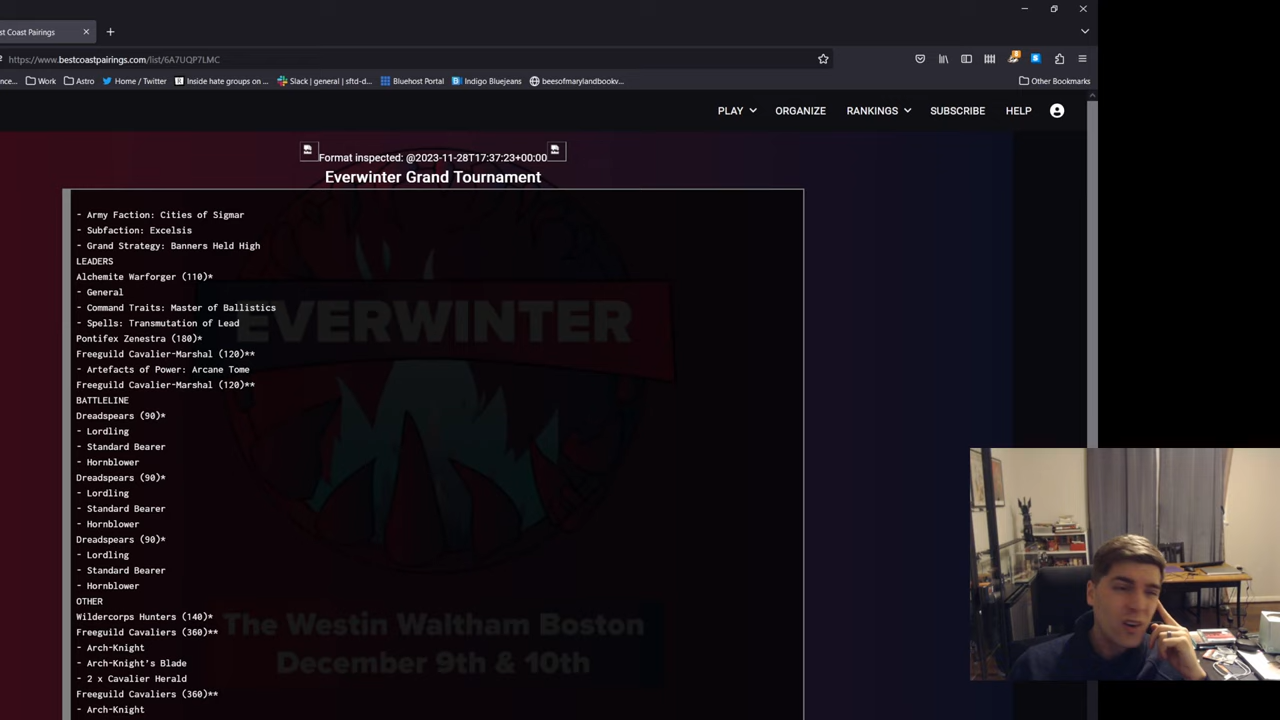 st Coast Pairings
https://www.bestcoastpairings.com/list/6A7UQP7LMC
nce...
Work
Astro
Home / Twitter
Inside hate groups on ...
Slack | general | sftd-d...
Bluehost Portal
Indigo Bluejeans
beesofmarylandbookv...
Other Bookmarks
PLAY
ORGANIZE
RANKINGS
SUBSCRIBE
HELP
Format inspected: @2023-11-28T17:37:23+00:00
Everwinter Grand Tournament
- Army Faction: Cities of Sigmar
- Subfaction: Excelsis
- Grand Strategy: Banners Held High
LEADERS
Alchemite Warforger (110)*
- General
- Command Traits: Master of Ballistics
- Spells: Transmutation of Lead
Pontifex Zenestra (180)*
Freeguild Cavalier-Marshal (120)**
- Artefacts of Power: Arcane Tome
Freeguild Cavalier-Marshal (120)**
BATTLELINE
Dreadspears (90)*
- Lordling
- Standard Bearer
- Hornblower
Dreadspears (90)*
- Lordling
- Standard Bearer
- Hornblower
Dreadspears (90)*
- Lordling
- Standard Bearer
- Hornblower
OTHER
Wildercorps Hunters (140)*
Freeguild Cavaliers (360)**
- Arch-Knight
- Arch-Knight's Blade
- 2 x Cavalier Herald
Freeguild Cavaliers (360)**
- Arch-Knight
EVERWINTER
The Westin Waltham Boston
December 9th & 10th